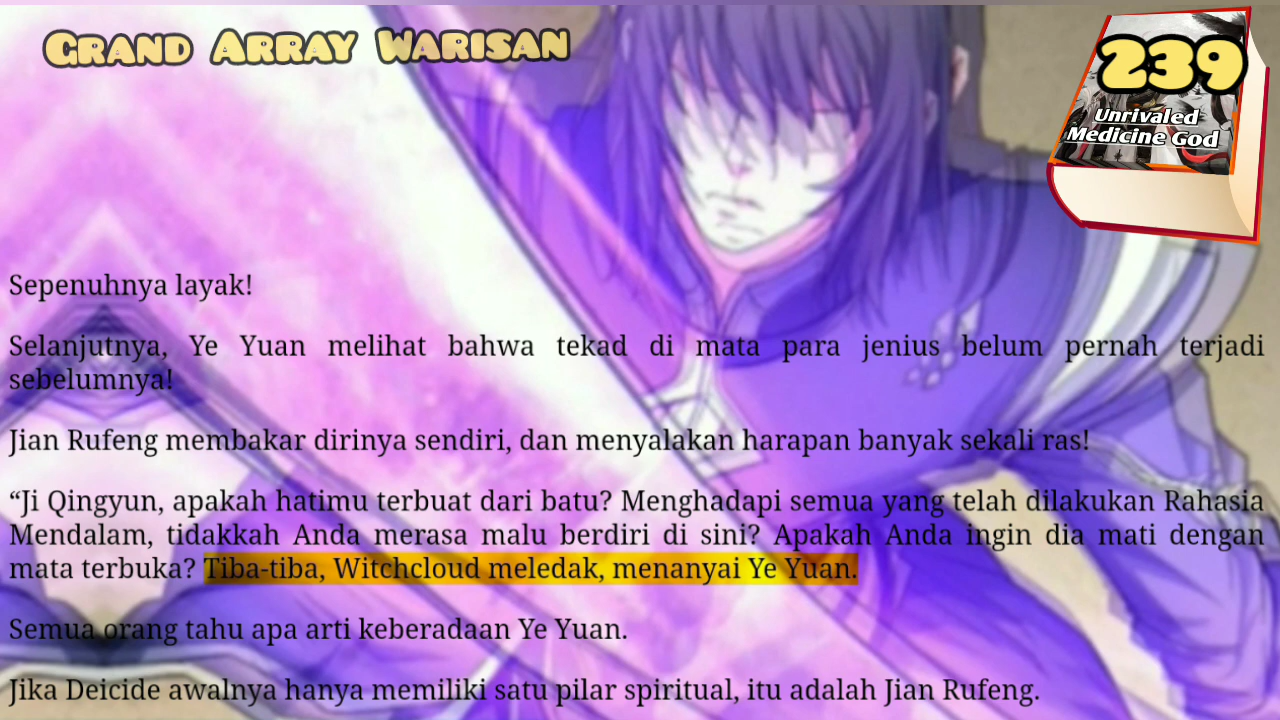 Grand Array Warisan
239
Unrivaled
Medicine God
Sepenuhnya layak!
Selanjutnya, Ye Yuan melihat bahwa tekad di mata para jenius belum pernah terjadi
sebelumnya!
Jian Rufeng membakar dirinya sendiri, dan menyalakan harapan banyak sekali ras!
“Ji Qingyun, apakah hatimu terbuat dari batu? Menghadapi semua yang telah dilakukan Rahasia
Mendalam, tidakkah Anda merasa malu berdiri di sini? Apakah Anda ingin dia mati dengan
mata terbuka? Tiba-tiba, Witchcloud meledak, menanyai Ye Yuan.
Semua orang tahu apa arti keberadaan Ye Yuan.
Jika Deicide awalnya hanya memiliki satu pilar spiritual, itu adalah Jian Rufeng.